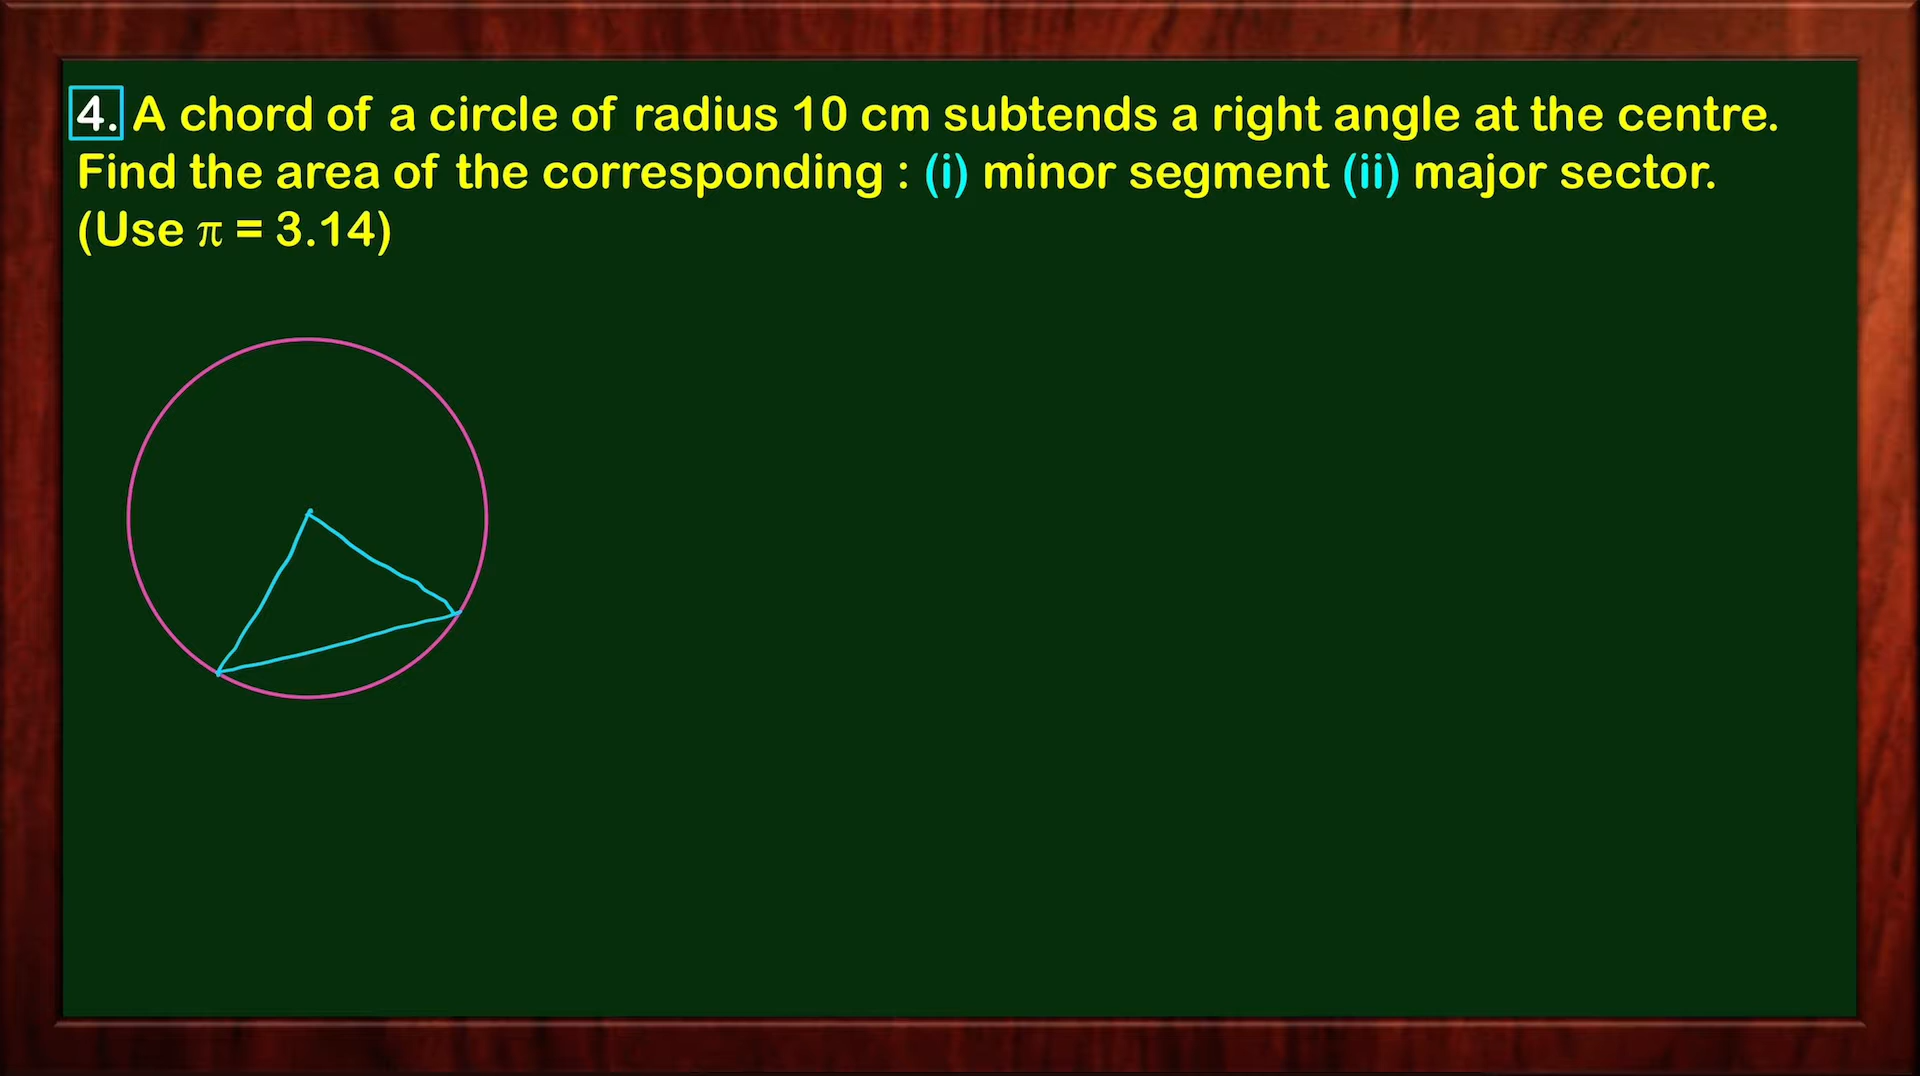 4. A chord of a circle of radius 10 cm subtends a right angle at the centre.
Find the area of the corresponding : (i) minor segment (ii) major sector.
(Use π = 3.14)